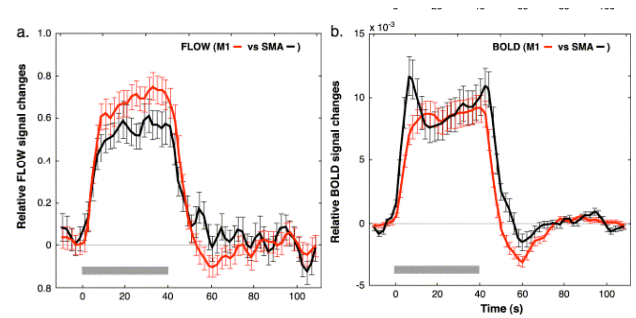 a.
FLOW (M1 vs SMA )
1.0
0.8
0.6
0.4
0.2
0
0.8
Relative FLOW signal changes
0 20 40 60 80 100
b.
x 10-3
BOLD (M1 vs SMA )
15
10
5
0
-5
Relative BOLD signal changes
0 20 40 60 80 100
Time (s)